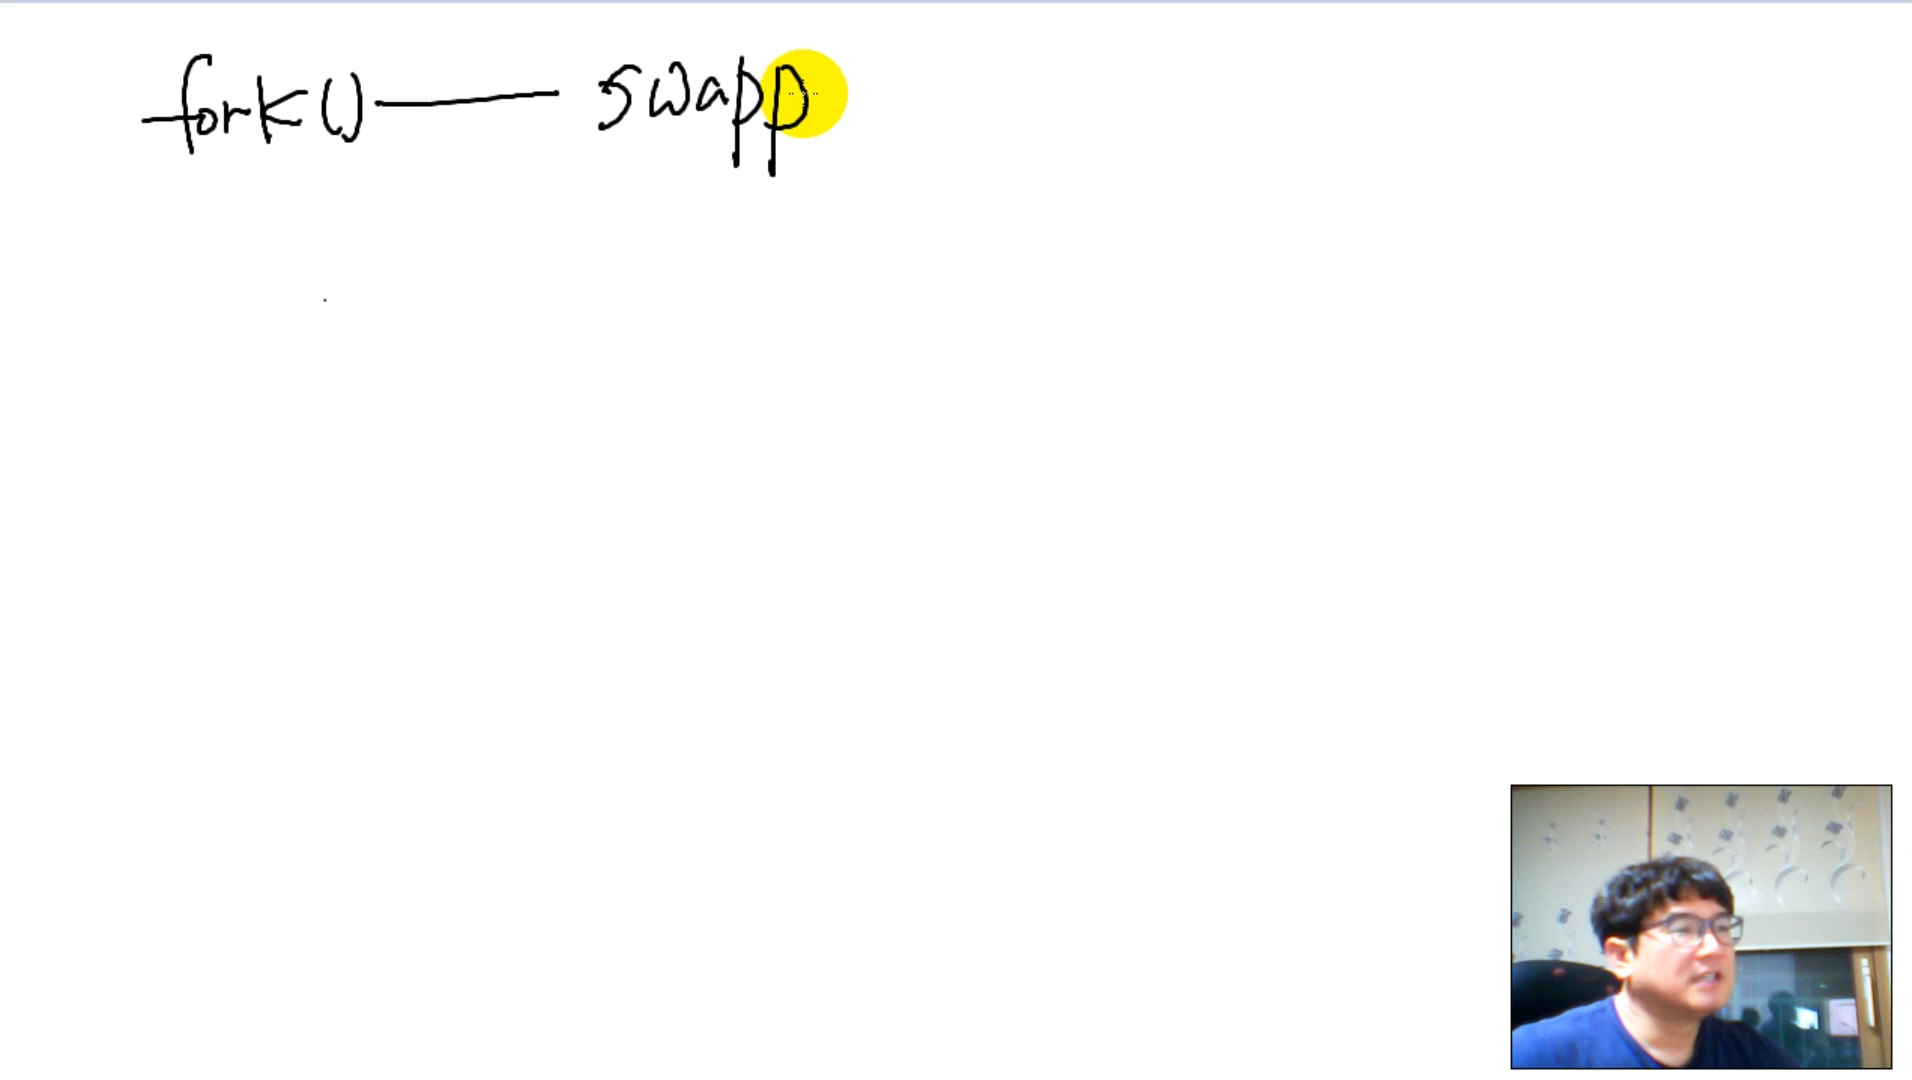 fork() — swapp